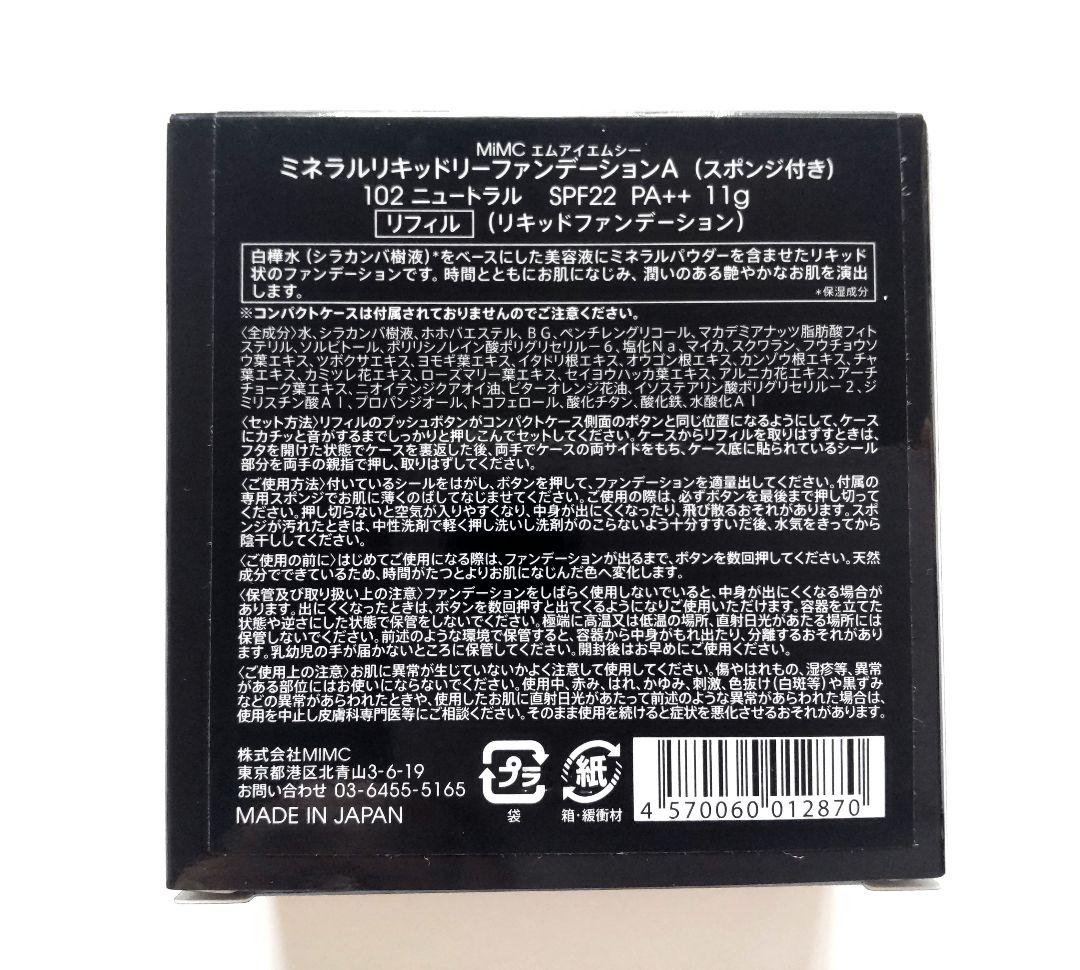 MiMC エムアイエムシー
ミネラルリキッドリーファンデーションA（スポンジ付き）
102 ニュートラル SPF22 PA++ 11g
リフィル（リキッドファンデーション）
白樺水（シラカンバ樹液）*をベースにした美容液にミネラルパウダーを含ませたリキッド
状のファンデーションです。時間とともにお肌になじみ、潤いのある艶やかなお肌を演出
します。 *保湿成分
※コンパクトケースは付属されておりませんのでご注意ください。
〈全成分〉水、シラカンバ樹液、ホホバエステル、BG、ペンチレングリコール、マカデミアナッツ脂肪酸フィト
ステリル、ソルビトール、ポリリシノレイン酸ポリグリセリル－6、塩化Na、マイカ、スクワラン、フウチョウソ
ウ葉エキス、ツボクサエキス、ヨモギ葉エキス、イタドリ根エキス、オウゴン根エキス、カンゾウ根エキス、チャ
葉エキス、カミツレ花エキス、ローズマリー葉エキス、セイヨウハッカ葉エキス、アルニカ花エキス、アーチ
チョーク葉エキス、ニオイテンジクアオイ油、ビターオレンジ花油、イソステアリン酸ポリグリセリル－2、ジ
ミリスチン酸Al、プロパンジオール、トコフェロール、酸化チタン、酸化鉄、水酸化Al
〈セット方法〉リフィルのプッシュボタンがコンパクトケース側面のボタンと同じ位置になるようにして、ケース
にカチッと音がするまでしっかりと押しこんでセットしてください。ケースからリフィルを取りはずすときは、
フタを開けた状態でケースを裏返した後、両手でケースの両サイドをもち、ケース底に貼られているシール
部分を両手の親指で押し、取りはずしてください。
〈ご使用方法〉付いているシールをはがし、ボタンを押して、ファンデーションを適量出してください。付属の
専用スポンジでお肌に薄くのばしてなじませてください。ご使用の際は、必ずボタンを最後まで押し切って
ください。押し切らないと空気が入りやすくなり、中身が出にくくなったり、飛び散るおそれがあります。スポ
ンジが汚れたときは、中性洗剤で軽く押し洗いし洗剤がのこらないよう十分すすいだ後、水気をきってから
陰干ししてください。
〈ご使用の前に〉はじめてご使用になる際は、ファンデーションが出るまで、ボタンを数回押してください。天然
成分でできているため、時間がたつとよりお肌になじんだ色へ変化します。
〈保管及び取り扱い上の注意〉ファンデーションをしばらく使用しないでいると、中身が出にくくなる場合が
あります。出にくくなったときは、ボタンを数回押すと出てくるようになりご使用いただけます。容器を立てた
状態や逆さにした状態で保管をしないでください。極端に高温又は低温の場所、直射日光があたる場所には
保管しないでください。前述のような環境で保管すると、容器から中身がもれ出たり、分離するおそれがあり
ます。乳幼児の手が届かないところに保管してください。開封後はお早めにご使用ください。
〈ご使用上の注意〉お肌に異常が生じていないかよく注意して使用してください。傷やはれもの、湿疹等、異常
がある部位にはお使いにならないでください。使用中、赤み、はれ、かゆみ、刺激、色抜け（白斑等）や黒ずみ
などの異常があらわれたときや、使用したお肌に直射日光があたって前述のような異常があらわれた場合は、
使用を中止し皮膚科専門医等にご相談ください。そのまま使用を続けると症状を悪化させるおそれがあります。
株式会社MIMC
東京都港区北青山3-6-19
お問い合わせ 03-6455-5165
MADE IN JAPAN
プラ
袋
紙
箱・緩衝材
4 570060 012870